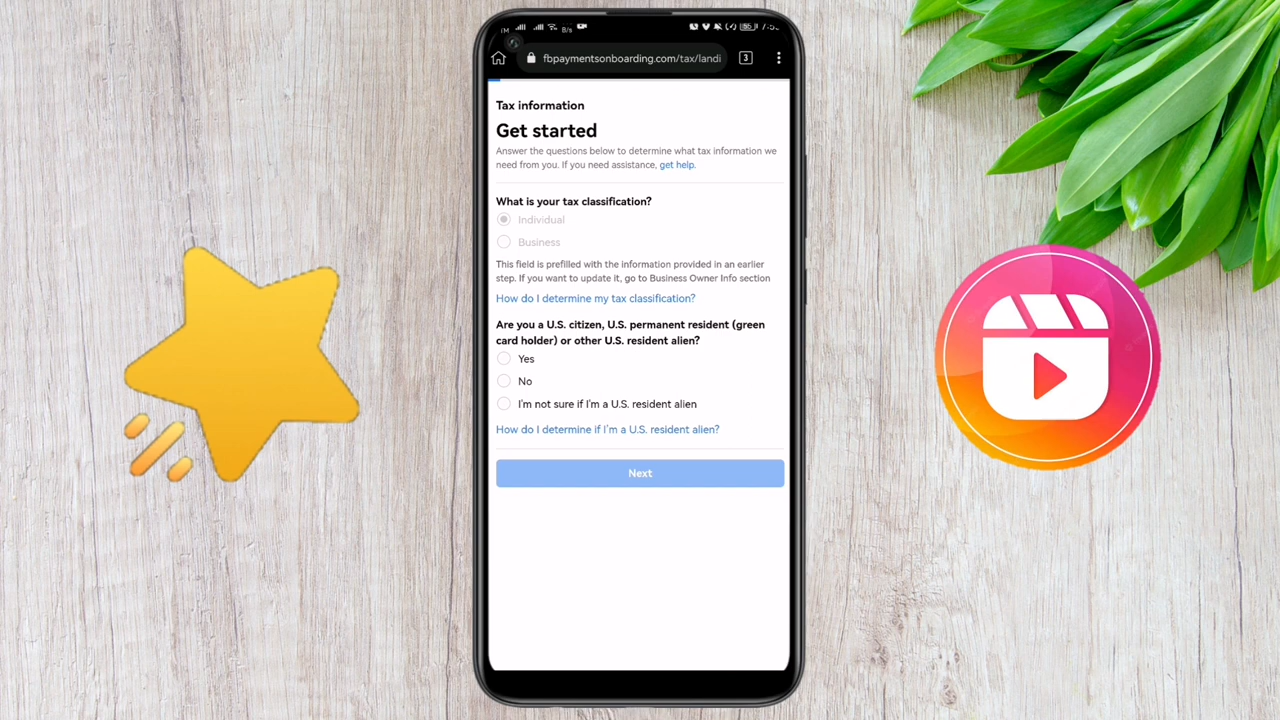 B/s
3
fbpaymentsonboarding.com/tax/landi
Tax information
Get started
Answer the questions below to determine what tax information we
need from you. If you need assistance, get help.
What is your tax classification?
Individual
Business
This field is prefilled with the information provided in an earlier
step. If you want to update it, go to Business Owner Info section
How do I determine my tax classification?
Are you a U.S. citizen, U.S. permanent resident (green
card holder) or other U.S. resident alien?
Yes
No
I'm not sure if I'm a U.S. resident alien
How do I determine if I'm a U.S. resident alien?
Next